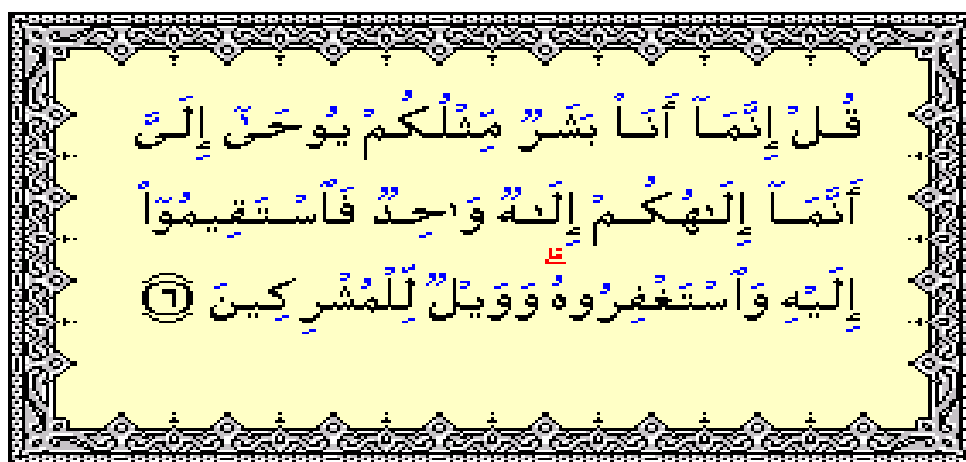 قُلْ إِنَّمَآ أَنَا۠ بَشَرٌ مِّثْلُكُمْ يُوحَىٰٓ إِلَىَّ
أَنَّمَآ إِلَـٰهُكُمْ إِلَـٰهٌ وَٰحِدٌ فَٱسْتَقِيمُوٓا۟
إِلَيْهِ وَٱسْتَغْفِرُوهُ ۗ وَوَيْلٌ لِّلْمُشْرِكِينَ ٦